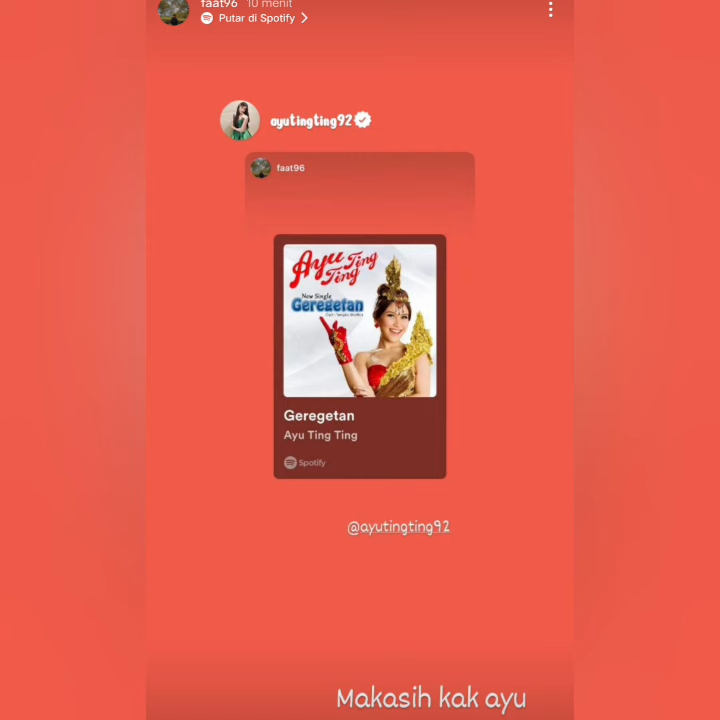 faat96 10 menit
Putar di Spotify
ayutingting92
faat96
Ayu Ting Ting
New Single
Geregetan
Geregetan
Ayu Ting Ting
Spotify
@ayutingting92
Makasih kak ayu